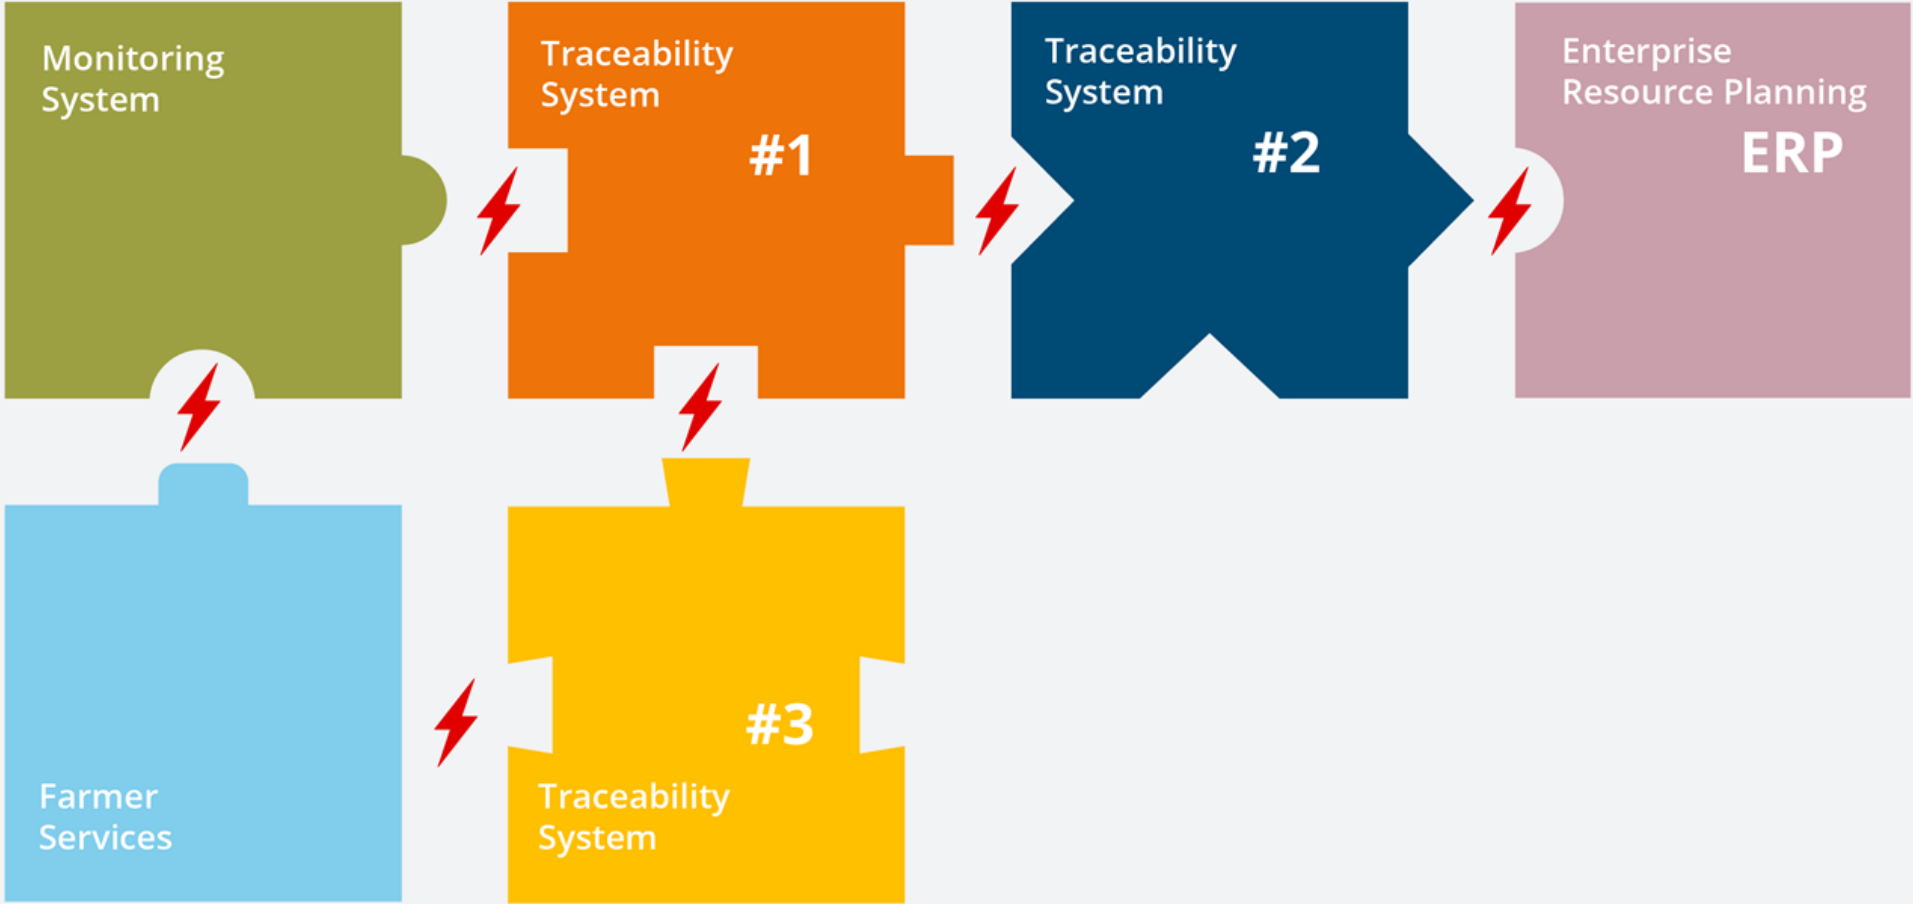 Monitoring
System
Traceability
System
#1
Traceability
System
#2
Enterprise
Resource Planning
ERP
Farmer
Services
#3
Traceability
System